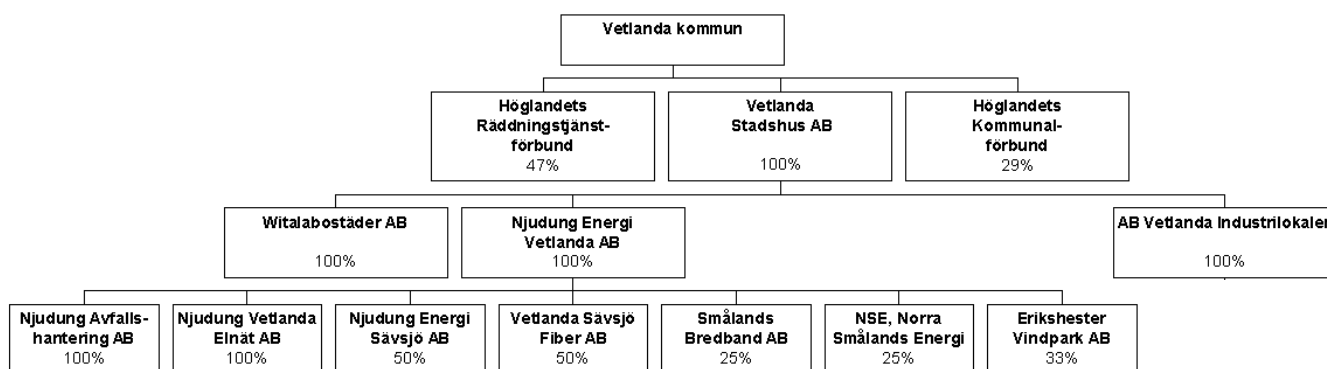 Vetlanda kommun
Höglandets
Räddningstjänst-
förbund
47%
Vetlanda
Stadshus AB
100%
Höglandets
Kommunal-
förbund
29%
Witalabostäder AB
100%
Njudung Energi
Vetlanda AB
100%
AB Vetlanda Industrilokaler
100%
Njudung Avfalls-
hantering AB
100%
Njudung Vetlanda
Elnät AB
100%
Njudung Energi
Sävsjö AB
50%
Vetlanda Sävsjö
Fiber AB
50%
Smålands
Bredband AB
25%
NSE, Norra
Smålands Energi
25%
Erikshester
Vindpark AB
33%